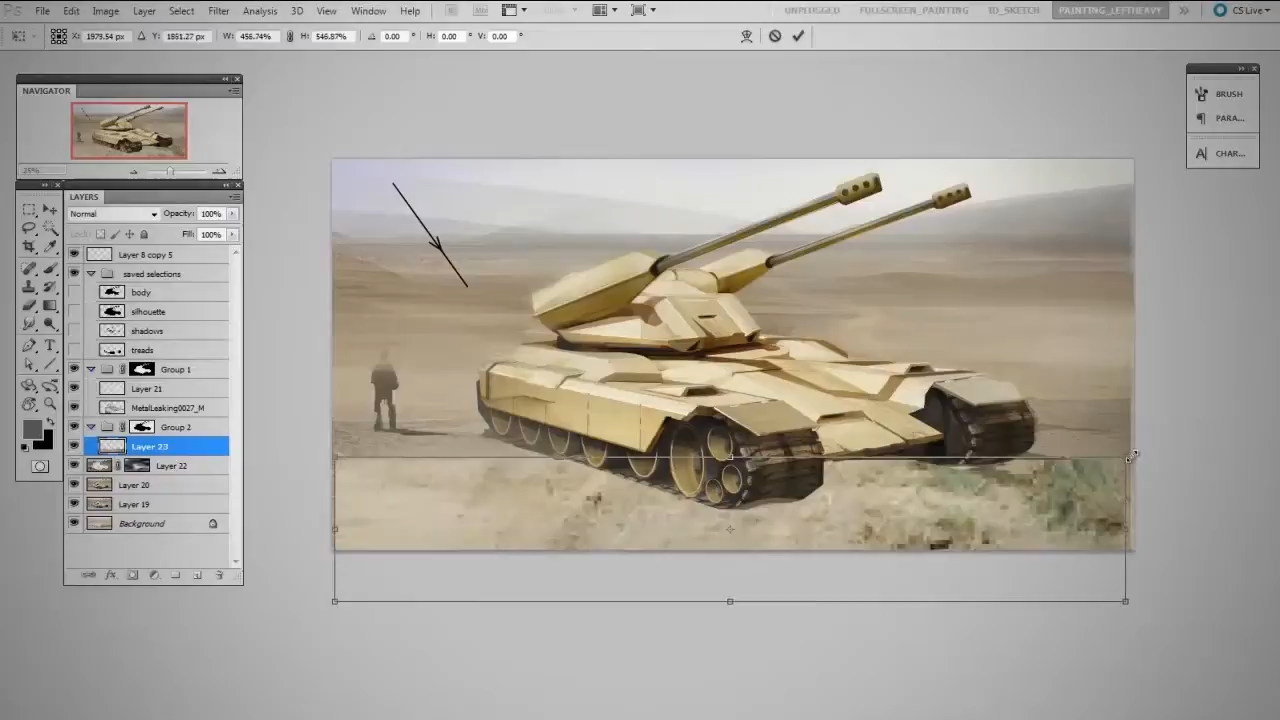 Ps File Edit Image Layer Select Filter Analysis 3D View Window Help UNPLUGGED FULLSCREEN_PAINTING 1D_SKETCH PAINTING_LEFTHEAVY CS Live
X: 1979.54 px Y: 1851.27 px W: 456.74% H: 546.87% 0.00 ° H: 0.00 ° V: 0.00 °
NAVIGATOR
25%
LAYERS
Normal Opacity: 100%
Lock: Fill: 100%
Layer 8 copy 5
saved selections
body
silhouette
shadows
treads
Group 1
Layer 21
MetalLeaking0027_M
Group 2
Layer 23
Layer 22
Layer 20
Layer 19
Background
BRUSH
PARA...
CHAR...